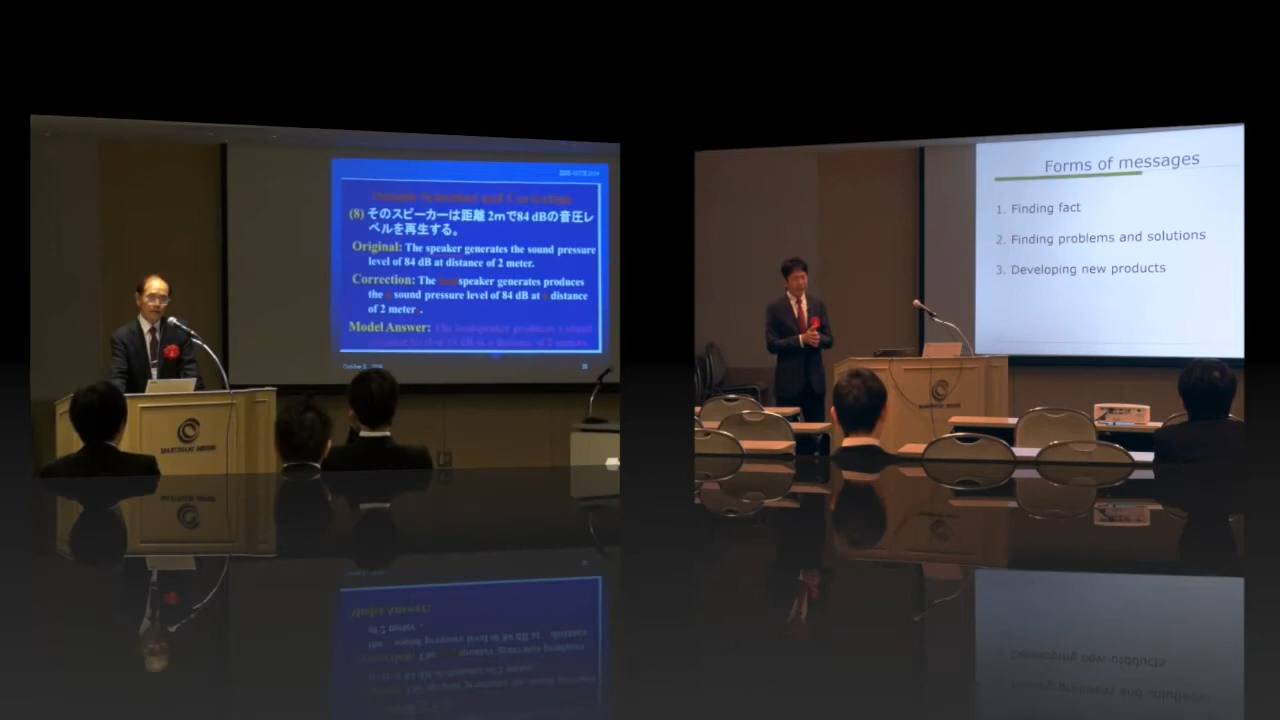 (8) そのスピーカーは距離 2mで84 dBの音圧レ
ベルを再生する。
Original: The speaker generates the sound pressure
level of 84 dB at distance of 2 meter.
Correction: The speaker generates produces
the sound pressure level of 84 dB at distance
of 2 meter .
Model Answer: The loudspeaker produces a sound
Forms of messages
1. Finding fact
2. Finding problems and solutions
3. Developing new products